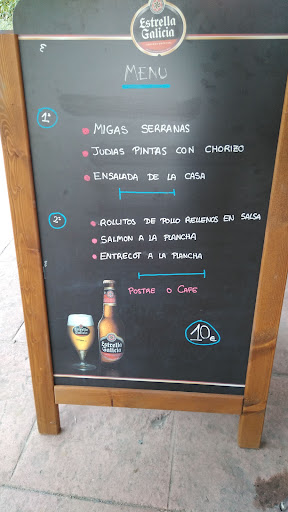 Estrella
Galicia
MENU
1º
MIGAS SERRANAS
JUDIAS PINTAS CON CHORIZO
ENSALADA DE LA CASA
2º
ROLLITOS DE POLLO RELLENOS EN SALSA
SALMON A LA PLANCHA
ENTRECOT A LA PLANCHA
POSTRE O CAFE
10€
Estrella
Galicia